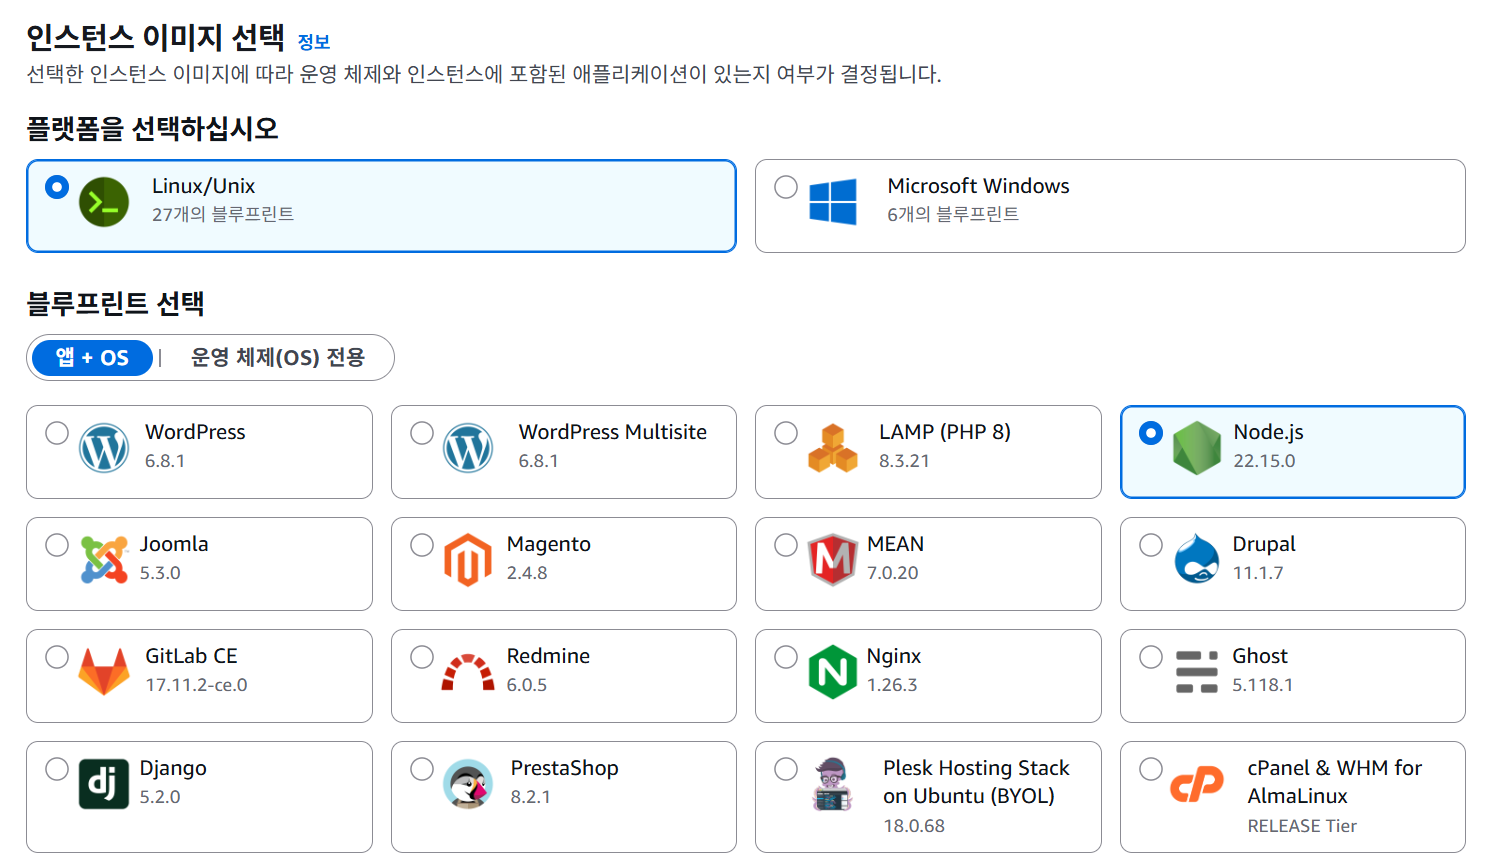 인스턴스 이미지 선택 정보
선택한 인스턴스 이미지에 따라 운영 체제와 인스턴스에 포함된 애플리케이션이 있는지 여부가 결정됩니다.
플랫폼을 선택하십시오
Linux/Unix
27개의 블루프린트
Microsoft Windows
6개의 블루프린트
블루프린트 선택
앱 + OS | 운영 체제(OS) 전용
WordPress
6.8.1
WordPress Multisite
6.8.1
LAMP (PHP 8)
8.3.21
Node.js
22.15.0
Joomla
5.3.0
Magento
2.4.8
MEAN
7.0.20
Drupal
11.1.7
GitLab CE
17.11.2-ce.0
Redmine
6.0.5
Nginx
1.26.3
Ghost
5.118.1
dj
Django
5.2.0
PrestaShop
8.2.1
Plesk Hosting Stack
on Ubuntu (BYOL)
18.0.68
cP
cPanel & WHM for
AlmaLinux
RELEASE Tier